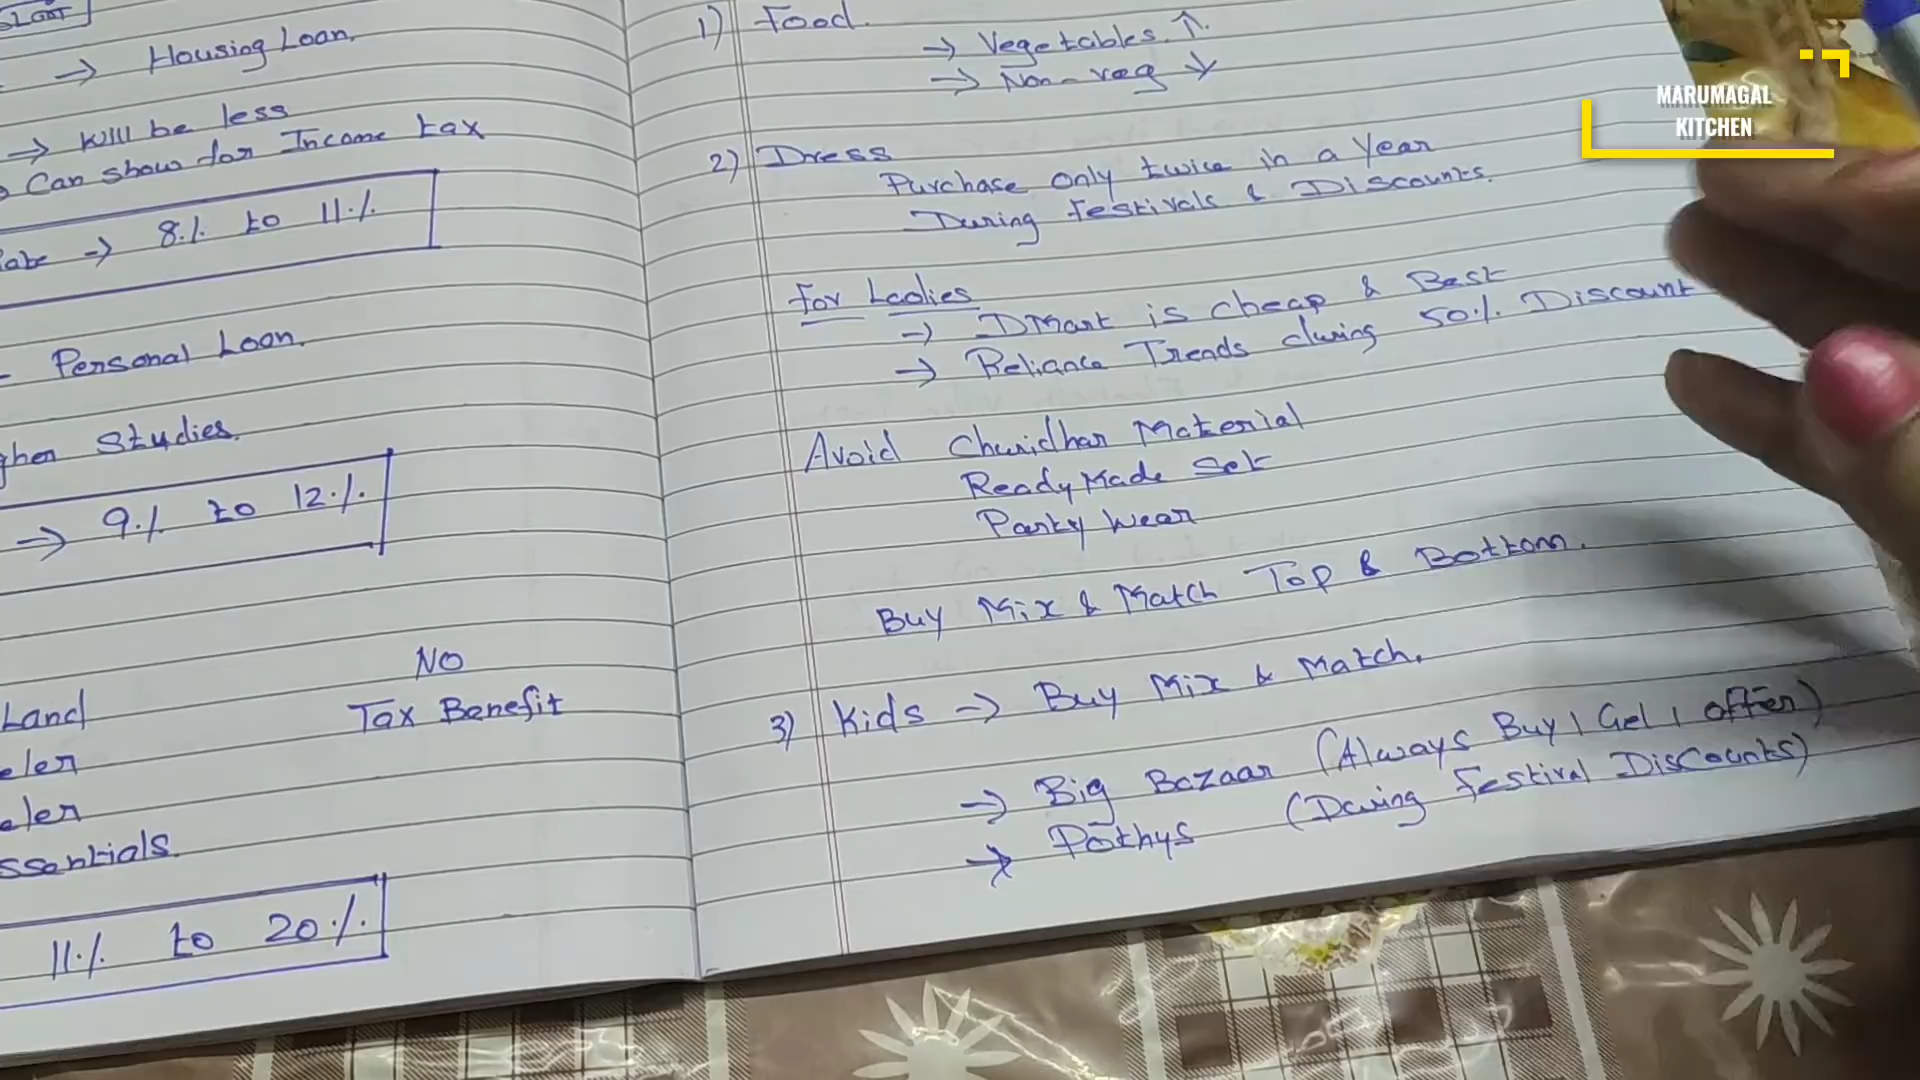 Housing Loan.
→ Will be less
Can show for Income tax
→ 8% to 11%
Personal Loan.
Studies.
→ 9% to 12%
NO
Land
Tax Benefit
11% to 20%
1) Food.
→ Vegetables ↑.
→ Non-veg ↓
2) Dress
Purchase only twice in a Year
During Festivals & Discounts.
For Ladies
→ DMart is cheap & Best
→ Reliance Trends during 50% Discount
Avoid Churidhar Material
ReadyMade Set
Party Wear
Buy Mix & Match Top & Bottom.
3) Kids → Buy Mix & Match.
→ Big Bazaar (Always Buy 1 Get 1 offer)
→ Pothys (During Festival Discounts)
MARUMAGAL
KITCHEN